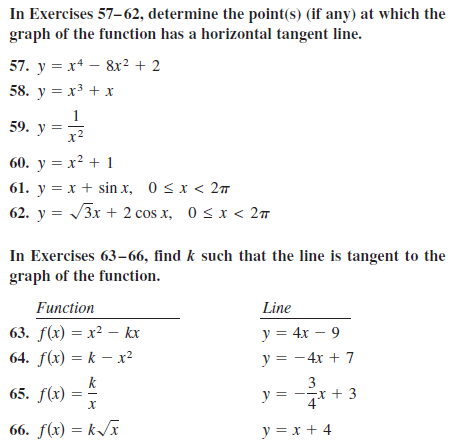 In Exercises 57–62, determine the point(s) (if any) at which the
graph of the function has a horizontal tangent line.
57. y = x⁴ − 8x² + 2
58. y = x³ + x
59. y = 1/x²
60. y = x² + 1
61. y = x + sin x, 0 ≤ x < 2π
62. y = √3x + 2 cos x, 0 ≤ x < 2π
In Exercises 63–66, find k such that the line is tangent to the
graph of the function.
Function Line
63. f(x) = x² − kx y = 4x − 9
64. f(x) = k − x² y = −4x + 7
65. f(x) = k/x y = −3/4x + 3
66. f(x) = k√x y = x + 4